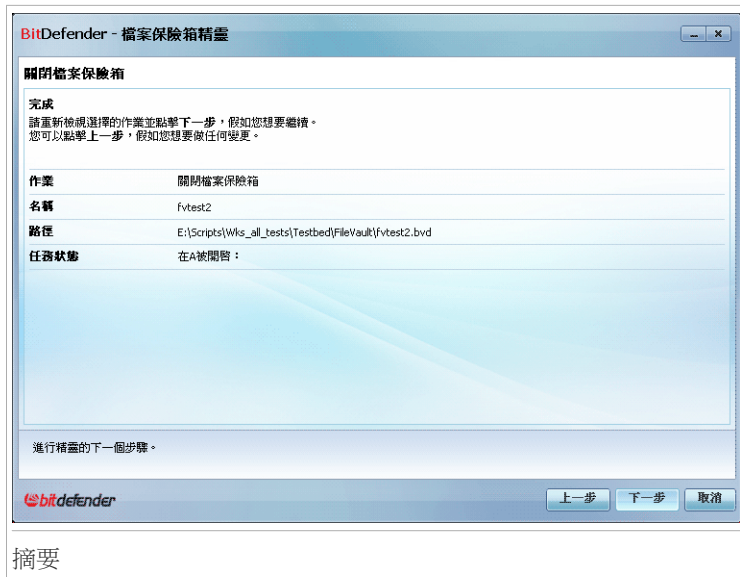 BitDefender - 檔案保險箱精靈
關閉檔案保險箱
完成
請重新檢視選擇的作業並點擊下一步，假如您想要繼續。
您可以點擊上一步，假如您想要做任何變更。
作業 關閉檔案保險箱
名稱 fvtest2
路徑 E:\Scripts\Wks_all_tests\Testbed\FileVault\fvtest2.bvd
任務狀態 在A被開啓：
進行精靈的下一個步驟。
bitdefender
上一步 下一步 取消
摘要